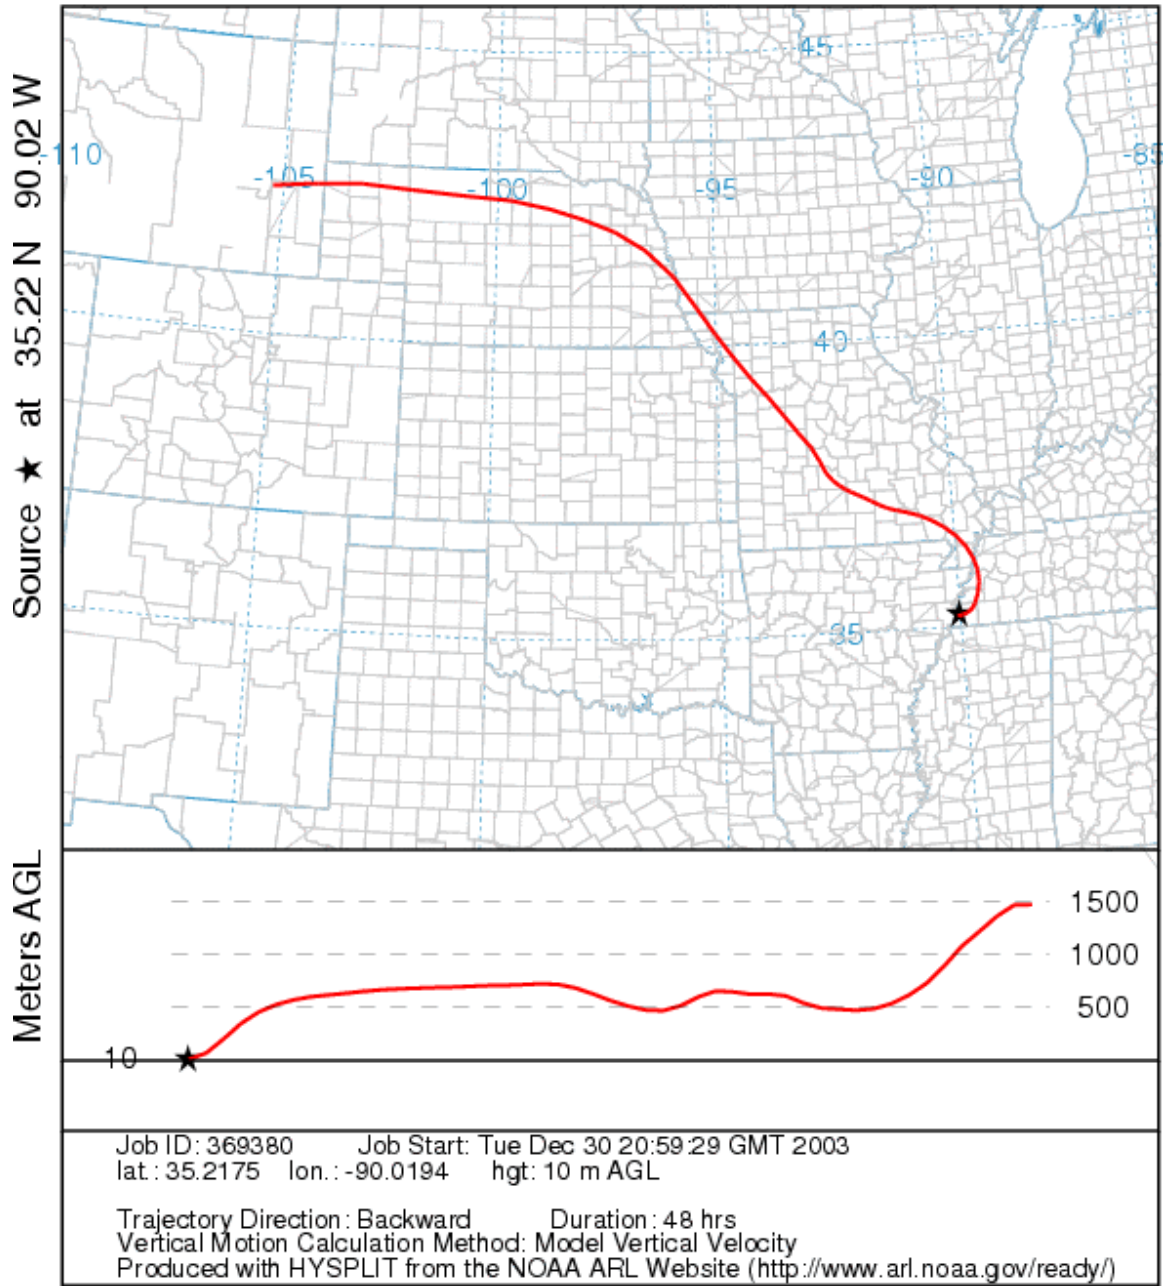 Source ★ at 35.22 N 90.02 W
45
-110
-105
-100
-95
-90
-85
40
35
Meters AGL
1500
1000
500
10
Job ID: 369380 Job Start: Tue Dec 30 20:59:29 GMT 2003
lat.: 35.2175 lon.: -90.0194 hgt: 10 m AGL
Trajectory Direction: Backward Duration: 48 hrs
Vertical Motion Calculation Method: Model Vertical Velocity
Produced with HYSPLIT from the NOAA ARL Website (http://www.arl.noaa.gov/ready/)